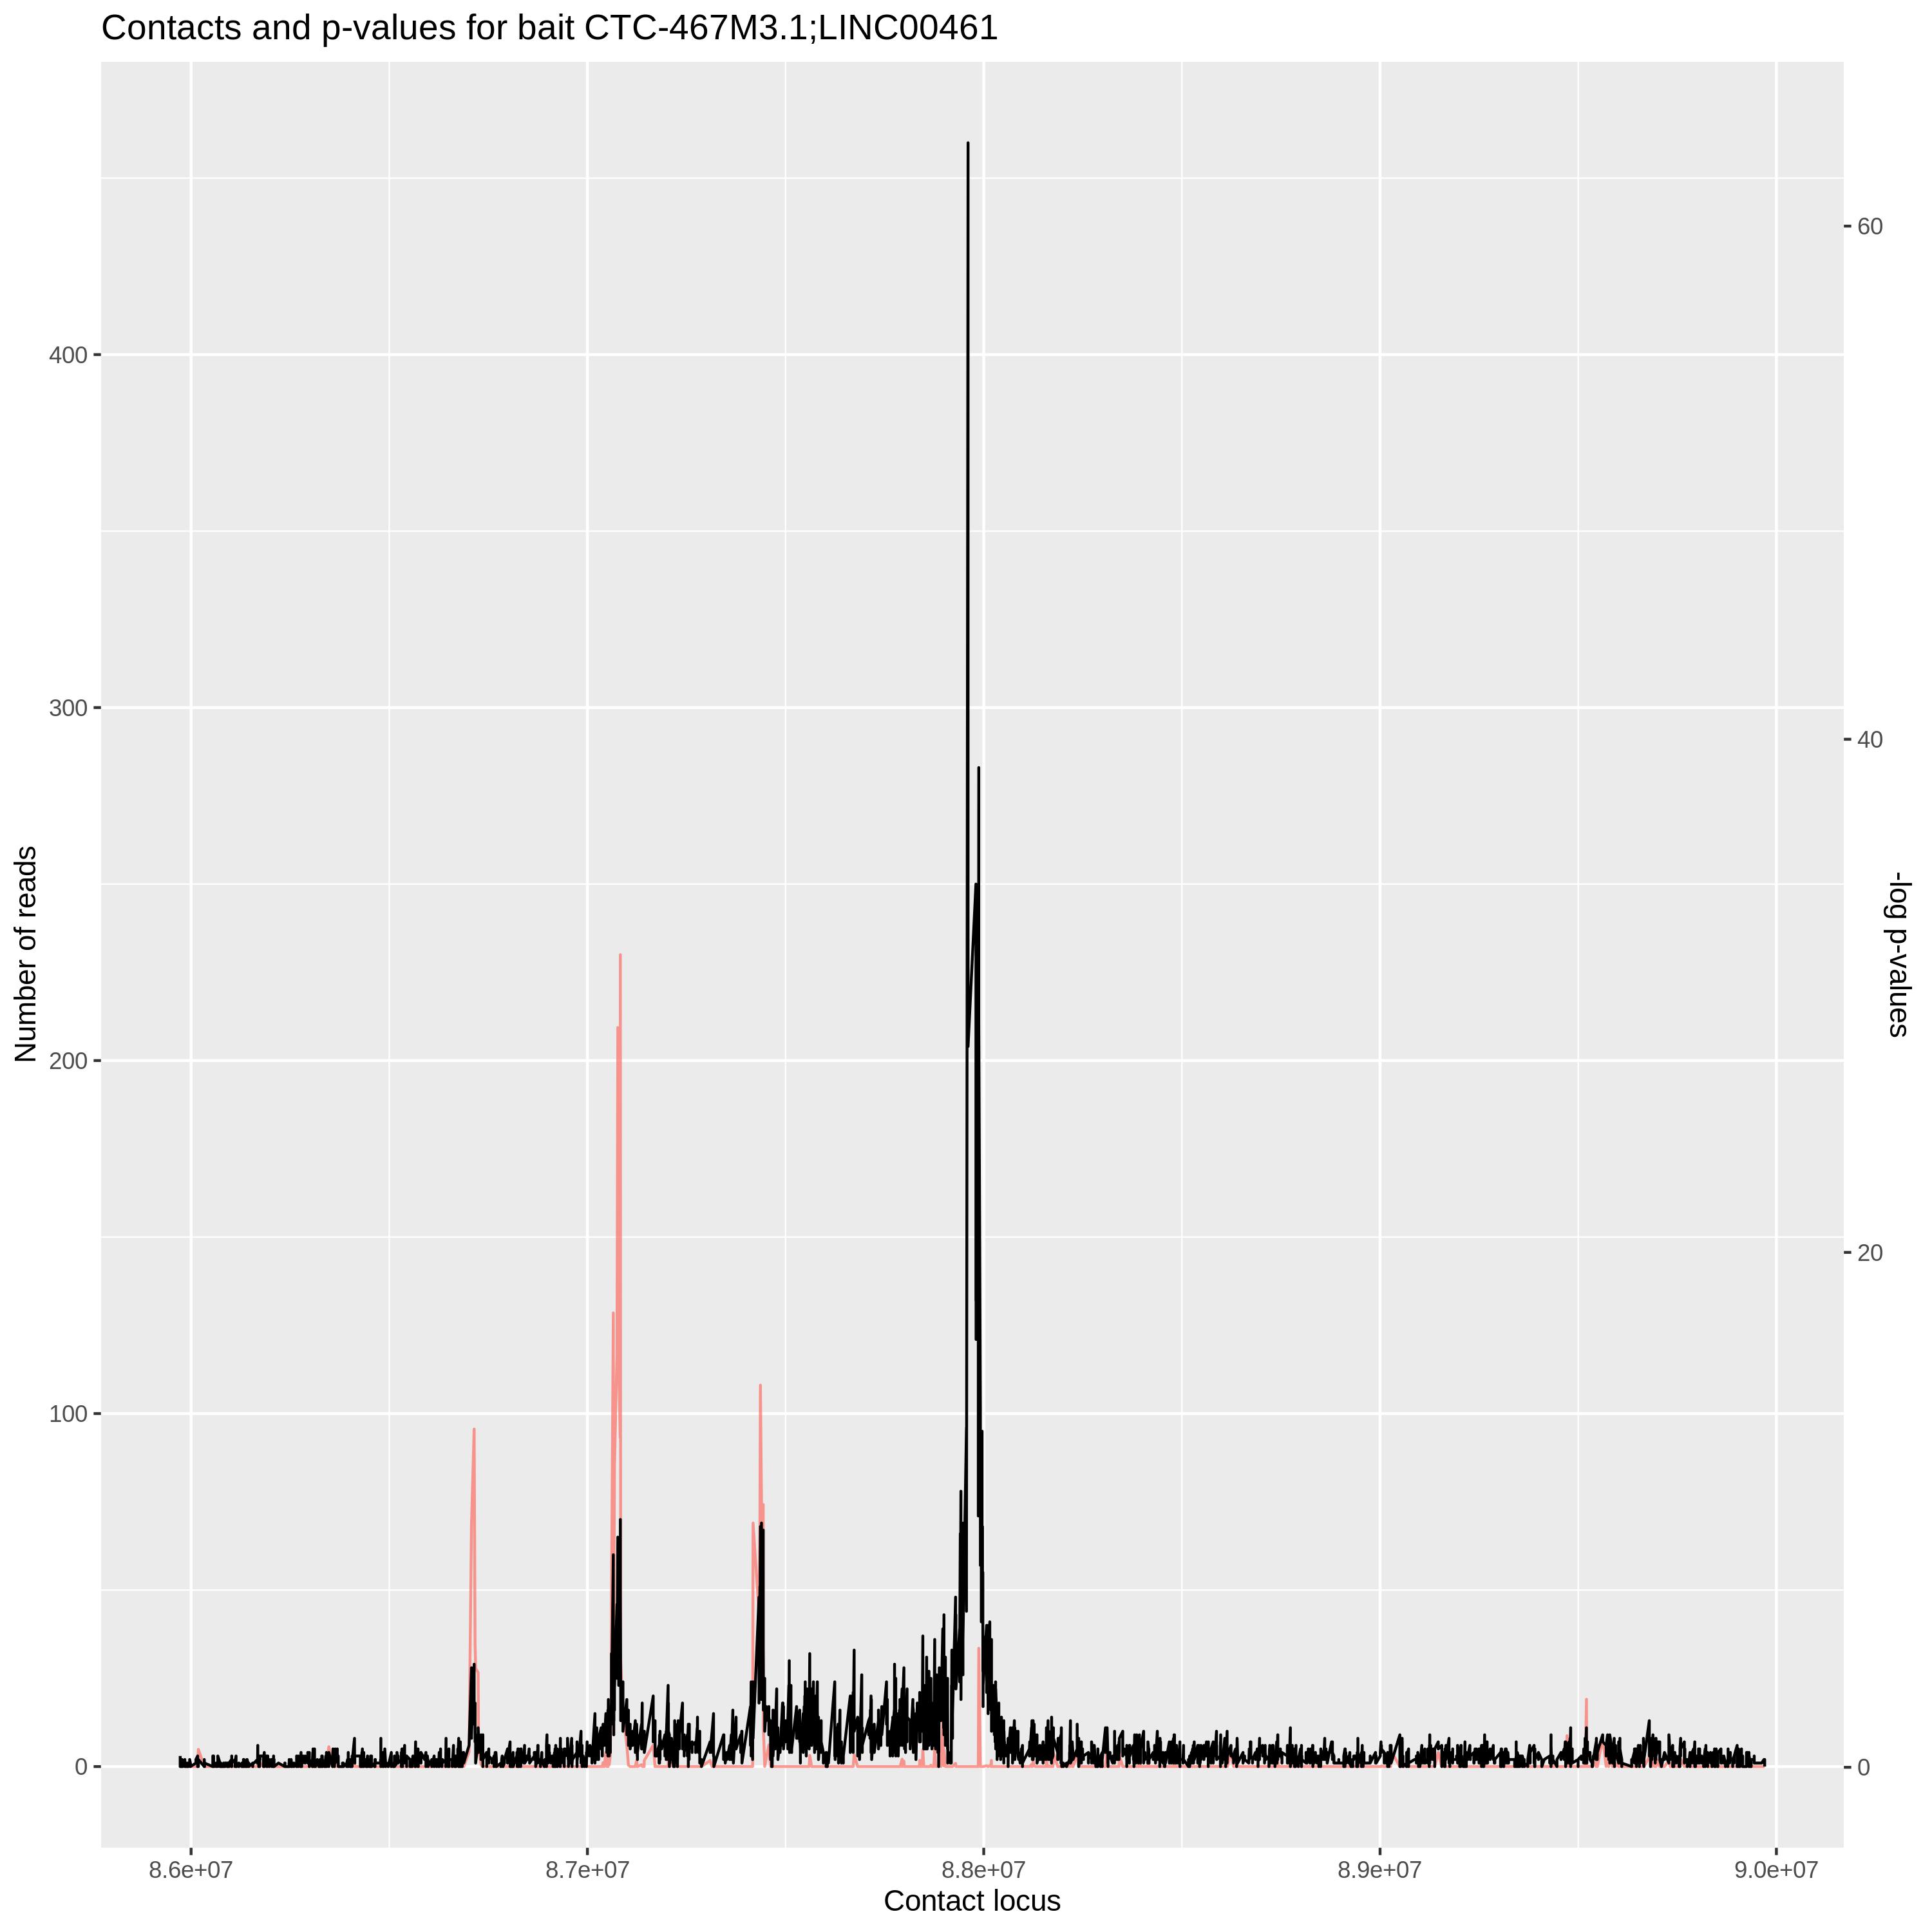 Contacts and p-values for bait CTC-467M3.1;LINC00461
400
300
200
100
0
Number of reads
60
40
20
0
-log p-values
8.6e+07
8.7e+07
8.8e+07
8.9e+07
9.0e+07
Contact locus